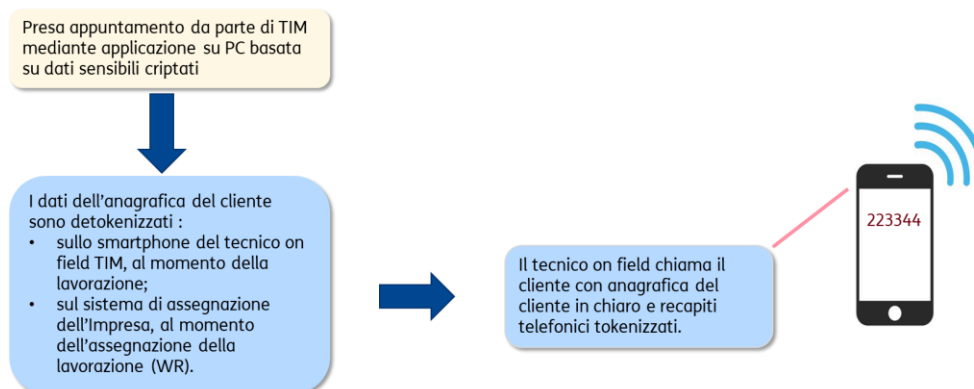 Presa appuntamento da parte di TIM
mediante applicazione su PC basata
su dati sensibili criptati
I dati dell'anagrafica del cliente
sono detokenizzati :
• sullo smartphone del tecnico on
field TIM, al momento della
lavorazione;
• sul sistema di assegnazione
dell'Impresa, al momento
dell'assegnazione della
lavorazione (WR).
Il tecnico on field chiama il
cliente con anagrafica del
cliente in chiaro e recapiti
telefonici tokenizzati.
223344